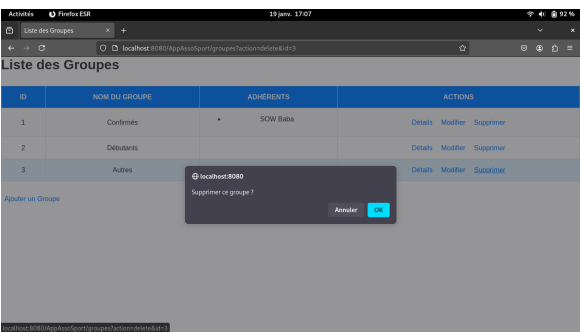 Activités Firefox ESR 19 janv. 17:07 92 %
Liste des Groupes × +
localhost:8080/AppAssoSport/groupes?action=delete&id=3
Liste des Groupes
ID NOM DU GROUPE ADHÉRENTS ACTIONS
1 Confirmés • SOW Baba Détails Modifier Supprimer
2 Débutants Détails Modifier Supprimer
3 Autres Détails Modifier Supprimer
localhost:8080
Supprimer ce groupe ?
Annuler OK
Ajouter un Groupe
localhost:8080/AppAssoSport/groupes?action=delete&id=3